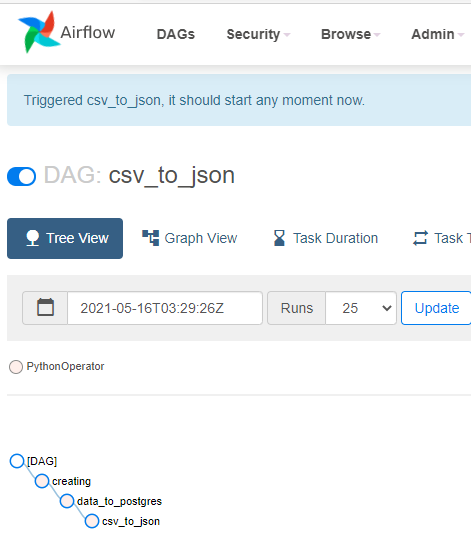 Airflow DAGs Security Browse Admin
Triggered csv_to_json, it should start any moment now.
DAG: csv_to_json
Tree View Graph View Task Duration Task T
2021-05-16T03:29:26Z Runs 25 Update
PythonOperator
[DAG]
creating
data_to_postgres
csv_to_json